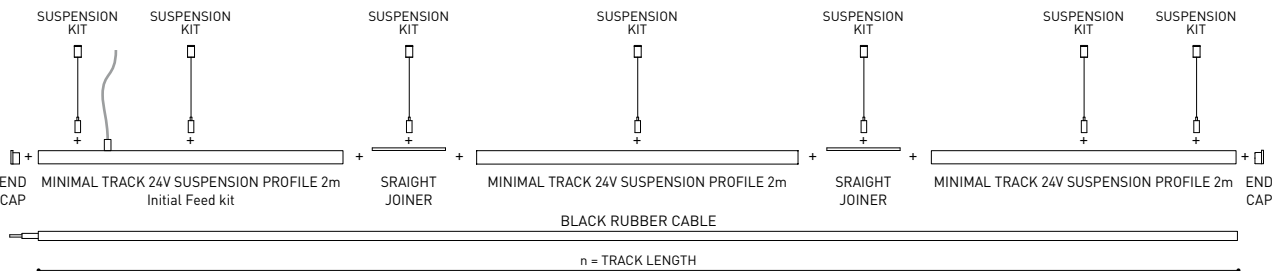 SUSPENSION
KIT
SUSPENSION
KIT
SUSPENSION
KIT
SUSPENSION
KIT
SUSPENSION
KIT
SUSPENSION
KIT
SUSPENSION
KIT
+ + + + + + +
+ + + + + +
END
CAP
MINIMAL TRACK 24V SUSPENSION PROFILE 2m
Initial Feed kit
SRAIGHT
JOINER
MINIMAL TRACK 24V SUSPENSION PROFILE 2m
SRAIGHT
JOINER
MINIMAL TRACK 24V SUSPENSION PROFILE 2m
END
CAP
BLACK RUBBER CABLE
n = TRACK LENGTH